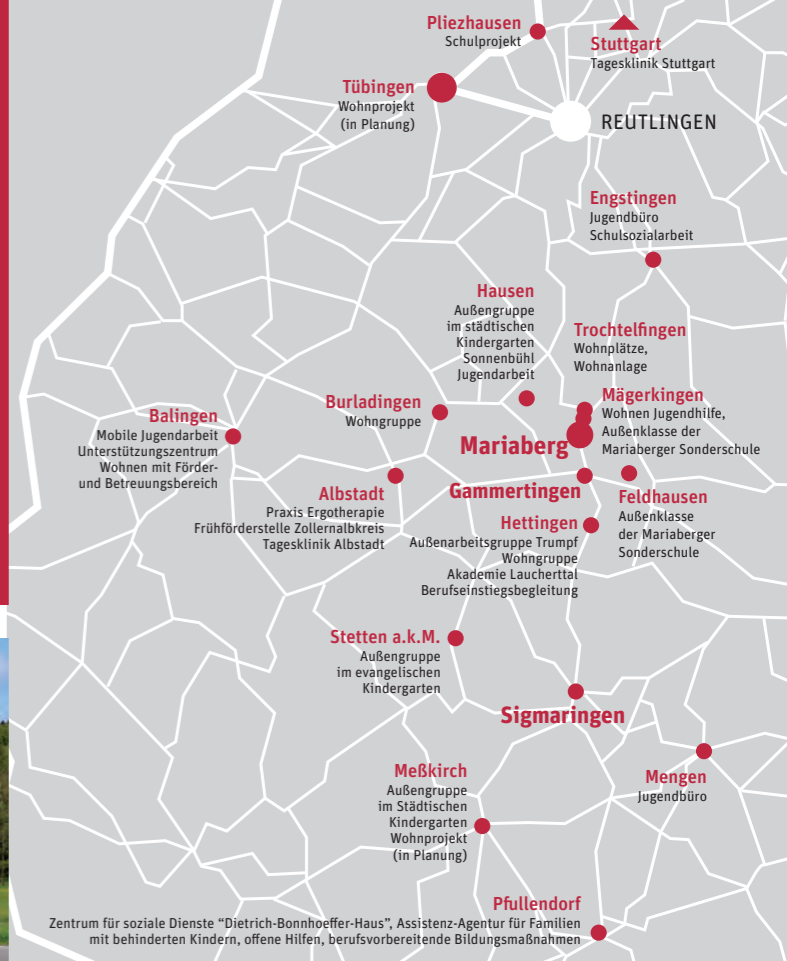 Pliezhausen
Schulprojekt
Stuttgart
Tagesklinik Stuttgart
Tübingen
Wohnprojekt
(in Planung)
REUTLINGEN
Engstingen
Jugendbüro
Schulsozialarbeit
Hausen
Außengruppe
im städtischen
Kindergarten
Sonnenbühl
Jugendarbeit
Trochtelfingen
Wohnplätze,
Wohnanlage
Mägerkingen
Wohnen Jugendhilfe,
Außenklasse der
Mariaberger Sonderschule
Burladingen
Wohngruppe
Balingen
Mobile Jugendarbeit
Unterstützungszentrum
Wohnen mit Förder-
und Betreuungsbereich
Mariaberg
Gammertingen
Albstadt
Praxis Ergotherapie
Frühförderstelle Zollernalbkreis
Tagesklinik Albstadt
Feldhausen
Außenklasse
der Mariaberger
Sonderschule
Hettingen
Außenarbeitsgruppe Trumpf
Wohngruppe
Akademie Laucherttal
Berufseinstiegsbegleitung
Stetten a.k.M.
Außengruppe
im evangelischen
Kindergarten
Sigmaringen
Mengen
Jugendbüro
Meßkirch
Außengruppe
im Städtischen
Kindergarten
Wohnprojekt
(in Planung)
Pfullendorf
Zentrum für soziale Dienste “Dietrich-Bonnhoeffer-Haus”, Assistenz-Agentur für Familien
mit behinderten Kindern, offene Hilfen, berufsvorbereitende Bildungsmaßnahmen